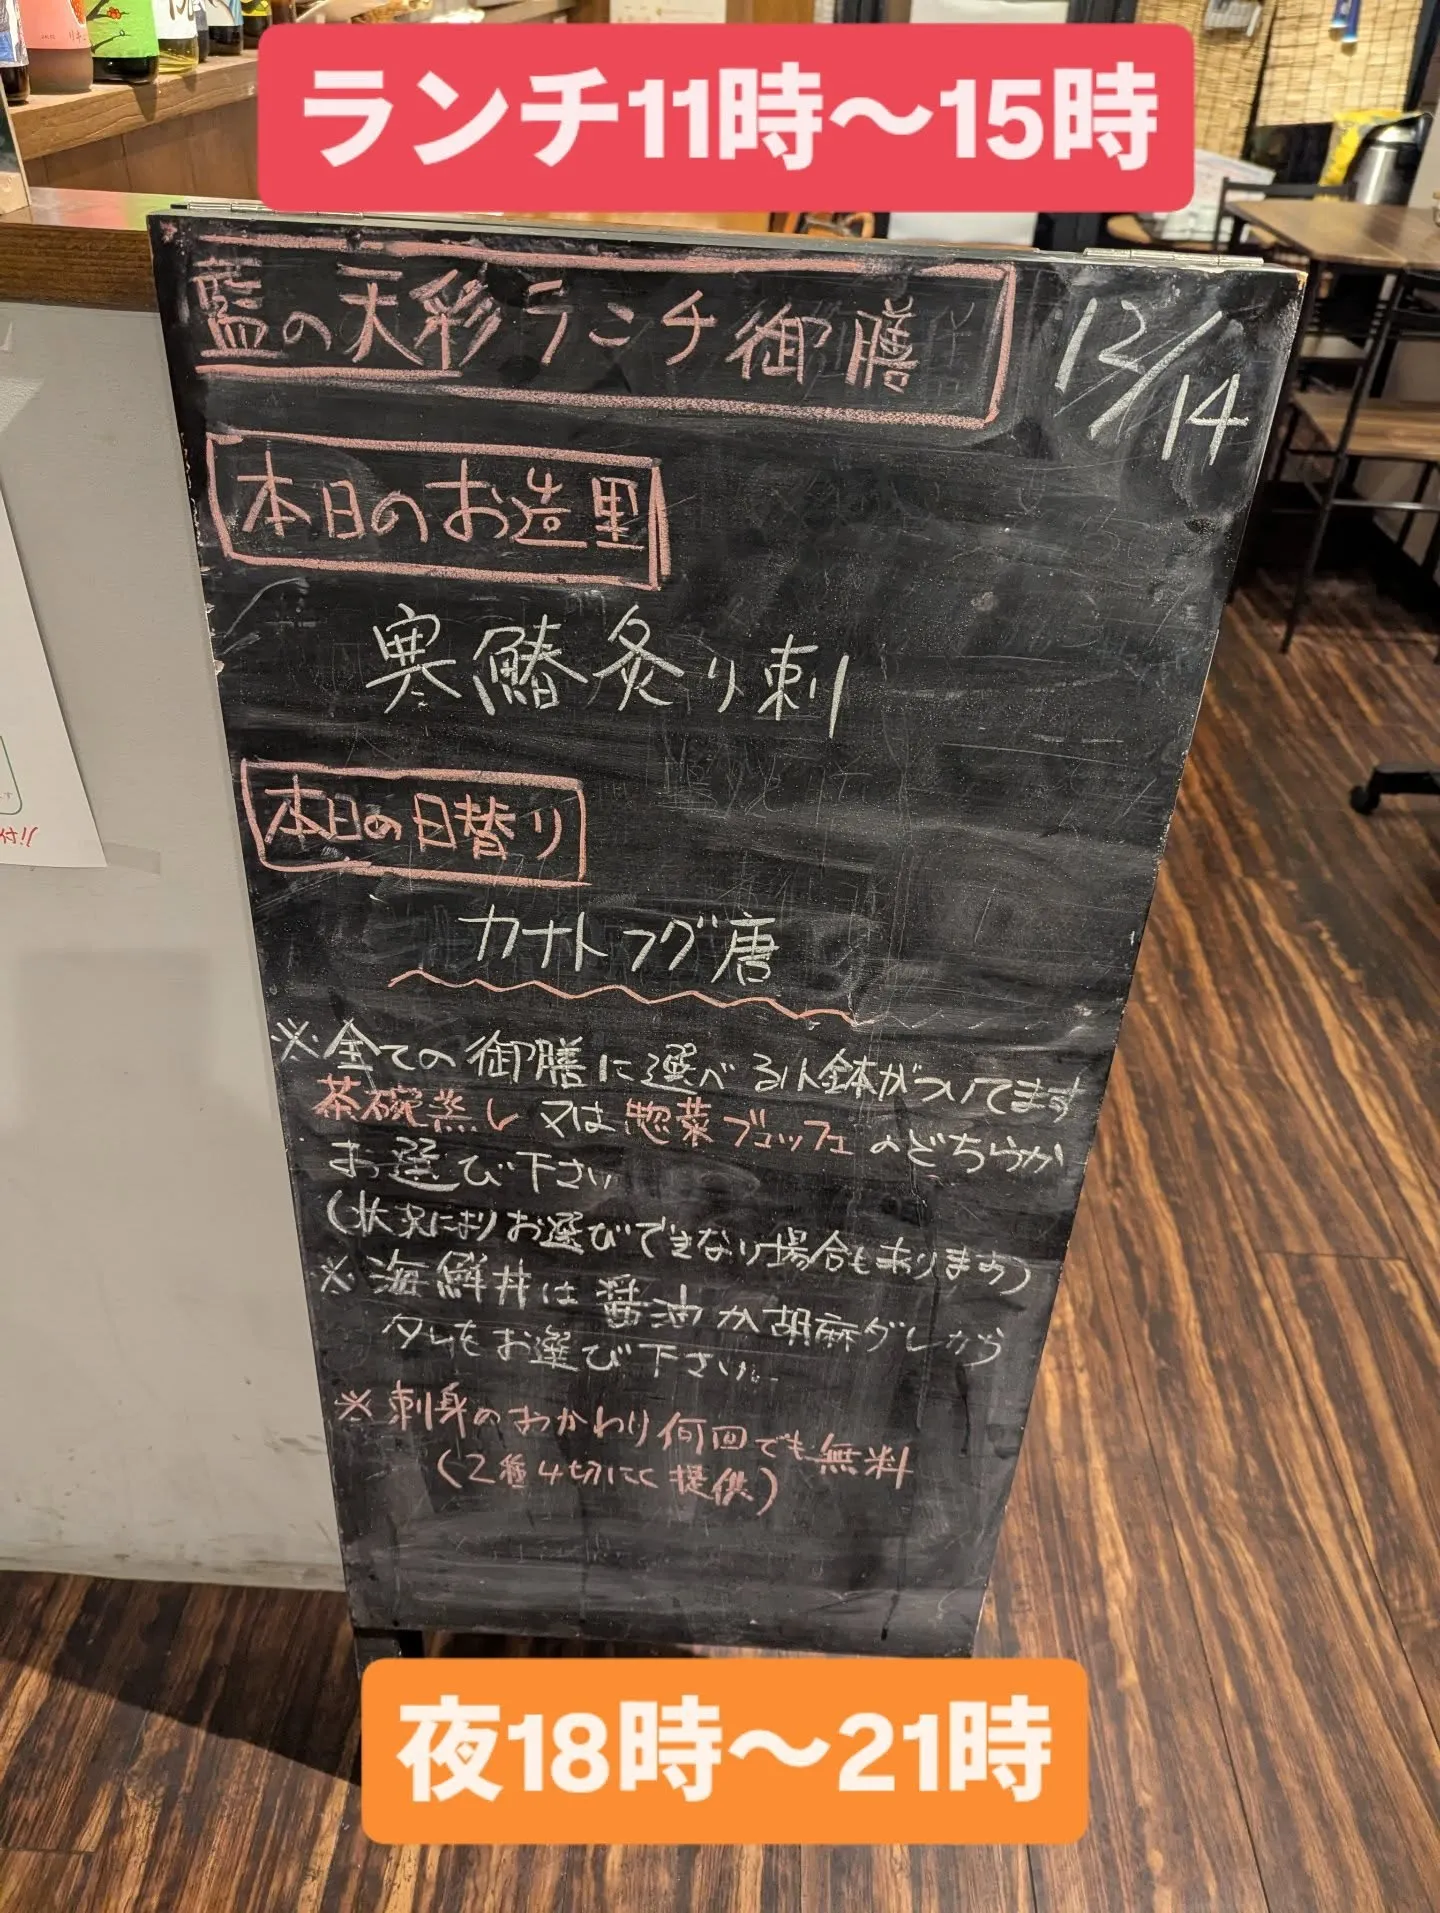 ランチ11時〜15時
藍の天彩ランチ御膳
12/14
本日のお造里
寒鰆炙り刺
本日の日替り
カナトフグ唐
※全ての御膳に選べる小鉢がついてます
茶碗蒸し又は惣菜ブュッフェのどちらか
お選び下さい
(状況によりお選びできない場合もあります)
※海鮮丼は醤油か胡麻ダレから
タレをお選び下さい。
※刺身のおかわり何回でも無料
(2種4切にて提供)
夜18時〜21時